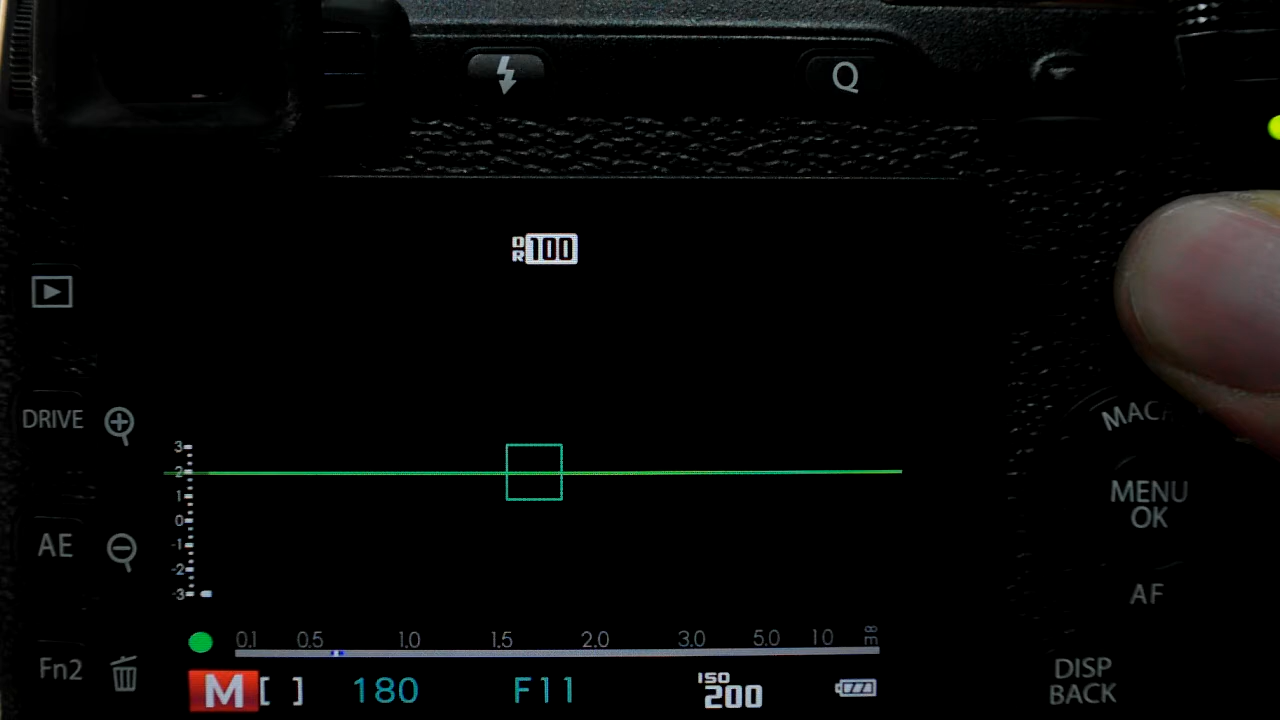 Q
DR 100
DRIVE
3
2
1
0
-1
-2
-3
AE
MENU
OK
AF
0.1 0.5 1.0 1.5 2.0 3.0 5.0 10 ∞
m
Fn2
M [ ] 180 F11 ISO 200
DISP
BACK